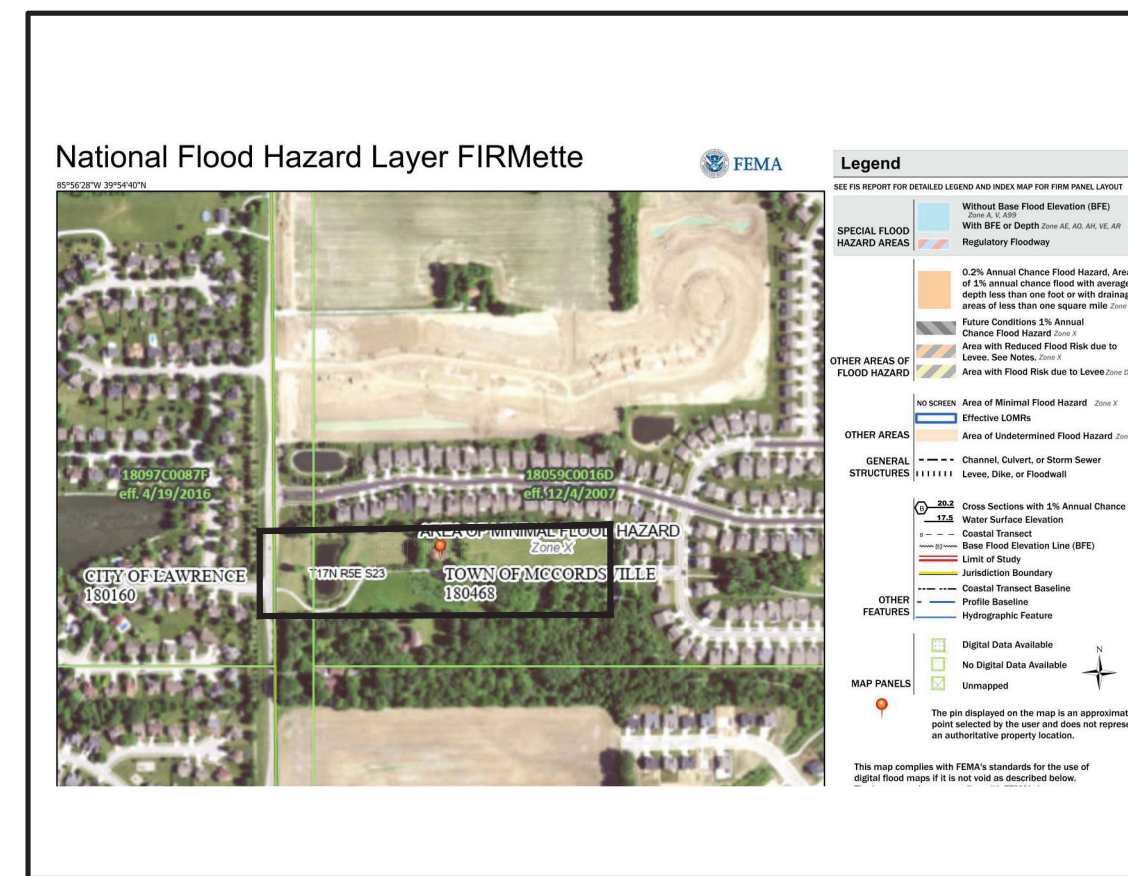 National Flood Hazard Layer FIRMette
FEMA
85°56'28"W 39°54'40"N
18097C0087F
eff. 4/19/2016
18059C0016D
eff. 12/4/2007
AREA OF MINIMAL FLOOD HAZARD
Zone X
CITY OF LAWRENCE
180160
T17N R5E S23
TOWN OF MCCORDSVILLE
180468
Legend
SEE FIS REPORT FOR DETAILED LEGEND AND INDEX MAP FOR FIRM PANEL LAYOUT
SPECIAL FLOOD
HAZARD AREAS
Without Base Flood Elevation (BFE)
Zone A, V, A99
With BFE or Depth Zone AE, AO, AH, VE, AR
Regulatory Floodway
OTHER AREAS OF
FLOOD HAZARD
0.2% Annual Chance Flood Hazard, Area
of 1% annual chance flood with average
depth less than one foot or with drainag
areas of less than one square mile Zone
Future Conditions 1% Annual
Chance Flood Hazard Zone X
Area with Reduced Flood Risk due to
Levee. See Notes. Zone X
Area with Flood Risk due to Levee Zone D
OTHER AREAS
NO SCREEN Area of Minimal Flood Hazard Zone X
Effective LOMRs
Area of Undetermined Flood Hazard Zon
GENERAL
STRUCTURES
Channel, Culvert, or Storm Sewer
Levee, Dike, or Floodwall
OTHER
FEATURES
B 20.2 Cross Sections with 1% Annual Chance
17.5 Water Surface Elevation
8 Coastal Transect
513 Base Flood Elevation Line (BFE)
Limit of Study
Jurisdiction Boundary
Coastal Transect Baseline
Profile Baseline
Hydrographic Feature
MAP PANELS
Digital Data Available
No Digital Data Available
Unmapped
N
The pin displayed on the map is an approximat
point selected by the user and does not represe
an authoritative property location.
This map complies with FEMA's standards for the use of
digital flood maps if it is not void as described below.